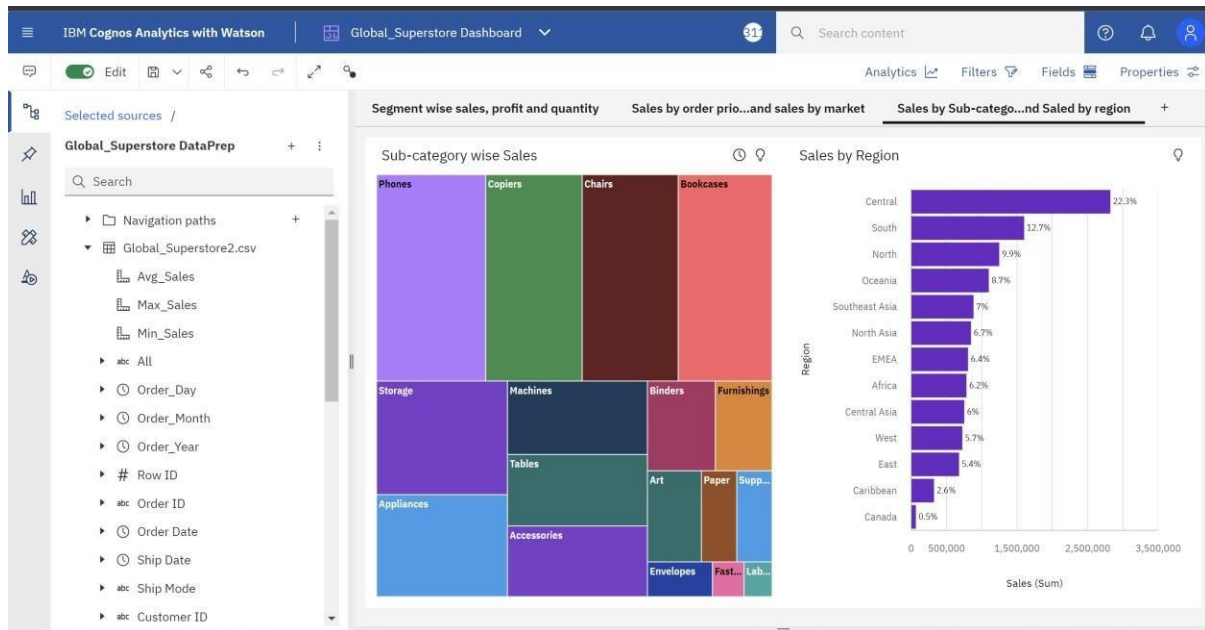 IBM Cognos Analytics with Watson
Global_Superstore Dashboard
Search content
Edit
Analytics
Filters
Fields
Properties
Selected sources /
Global_Superstore DataPrep
Search
Navigation paths
Global_Superstore2.csv
Avg_Sales
Max_Sales
Min_Sales
abc All
Order_Day
Order_Month
Order_Year
# Row ID
abc Order ID
Order Date
Ship Date
abc Ship Mode
abc Customer ID
Segment wise sales, profit and quantity
Sales by order prio...and sales by market
Sales by Sub-catego...nd Saled by region
+
Sub-category wise Sales
Phones
Copiers
Chairs
Bookcases
Storage
Machines
Binders
Furnishings
Tables
Art
Paper
Supp...
Appliances
Accessories
Envelopes
Fast...
Lab...
Sales by Region
Region
Central 22.3%
South 12.7%
North 9.9%
Oceania 8.7%
Southeast Asia 7%
North Asia 6.7%
EMEA 6.4%
Africa 6.2%
Central Asia 6%
West 5.7%
East 5.4%
Caribbean 2.6%
Canada 0.5%
0 500,000 1,500,000 2,500,000 3,500,000
Sales (Sum)